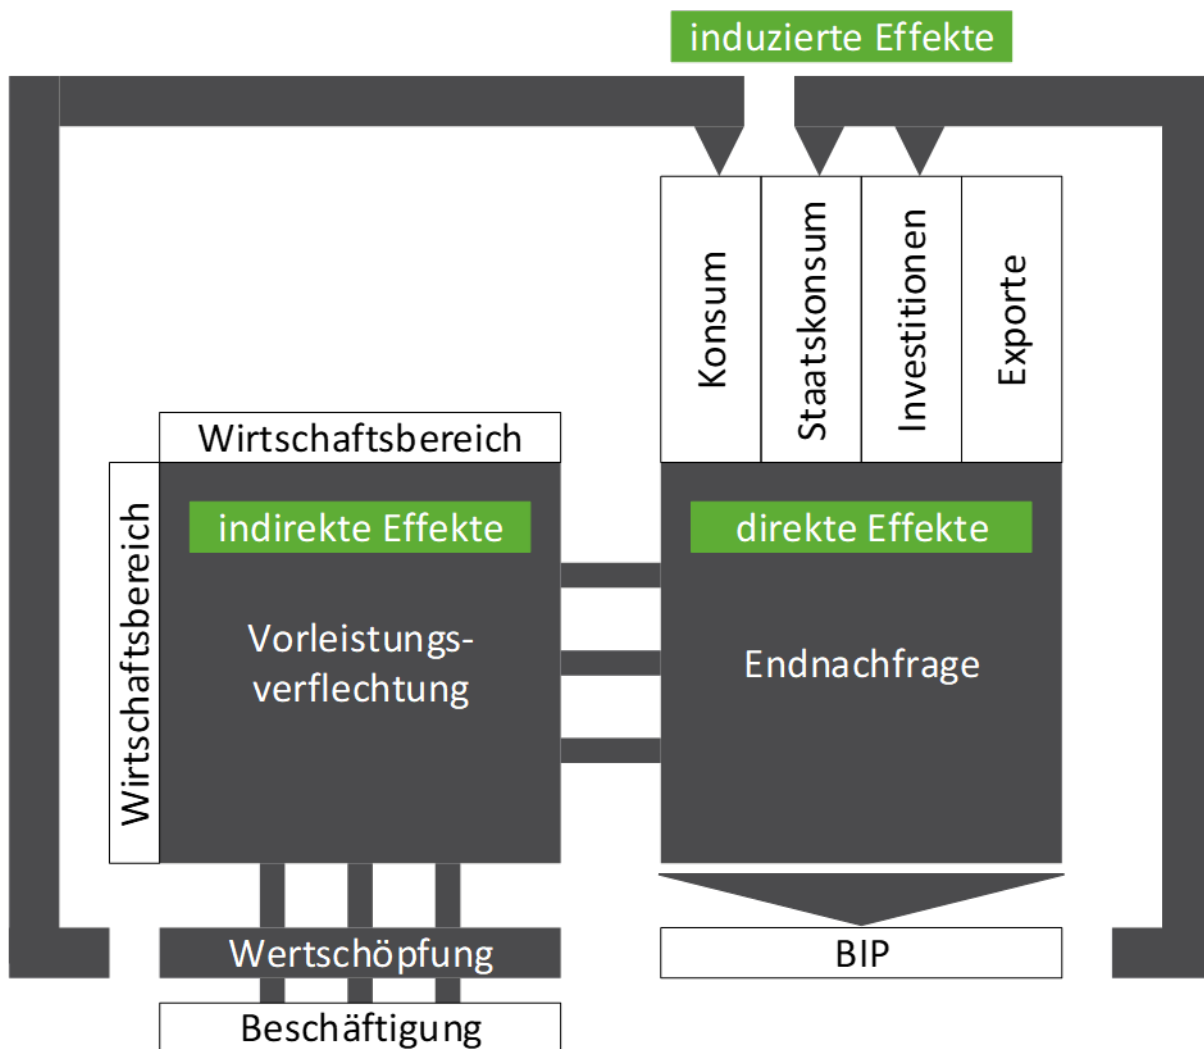 induzierte Effekte
Konsum
Staatskonsum
Investitionen
Exporte
Wirtschaftsbereich
Wirtschaftsbereich
indirekte Effekte
Vorleistungs-
verflechtung
direkte Effekte
Endnachfrage
Wertschöpfung
BIP
Beschäftigung